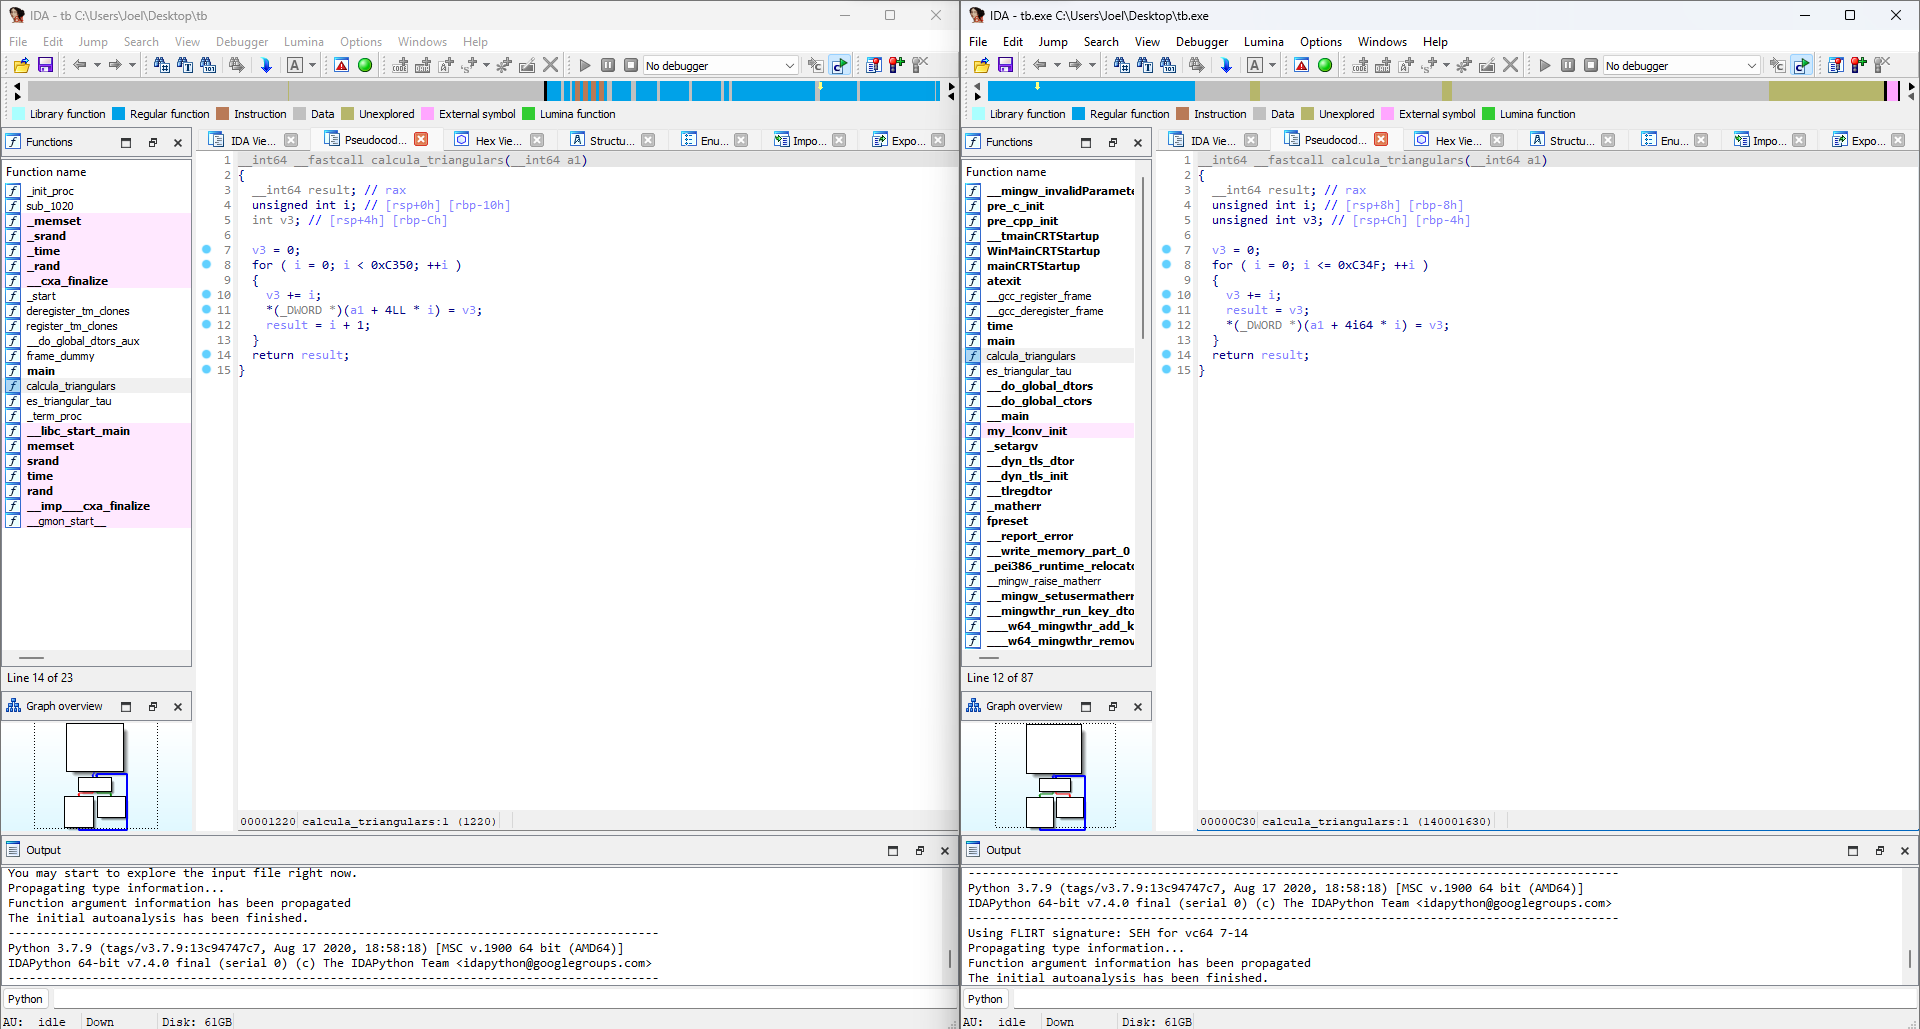 IDA - tb C:\Users\Joel\Desktop\tb
File Edit Jump Search View Debugger Lumina Options Windows Help
No debugger
Library function Regular function Instruction Data Unexplored External symbol Lumina function
Functions
Function name
_init_proc
sub_1020
_memset
_srand
_time
_rand
__cxa_finalize
_start
deregister_tm_clones
register_tm_clones
__do_global_dtors_aux
frame_dummy
main
calcula_triangulars
es_triangular_tau
_term_proc
__libc_start_main
memset
srand
time
rand
__imp___cxa_finalize
__gmon_start__
Line 14 of 23
Graph overview
IDA Vie... Pseudocod... Hex Vie... Structu... Enu... Impo... Expo...
1 __int64 __fastcall calcula_triangulars(__int64 a1)
2 {
3 __int64 result; // rax
4 unsigned int i; // [rsp+0h] [rbp-10h]
5 int v3; // [rsp+4h] [rbp-Ch]
6
7 v3 = 0;
8 for ( i = 0; i < 0xC350; ++i )
9 {
10 v3 += i;
11 *(_DWORD *)(a1 + 4LL * i) = v3;
12 result = i + 1;
13 }
14 return result;
15 }
00001220 calcula_triangulars:1 (1220)
Output
You may start to explore the input file right now.
Propagating type information...
Function argument information has been propagated
The initial autoanalysis has been finished.
Python 3.7.9 (tags/v3.7.9:13c94747c7, Aug 17 2020, 18:58:18) [MSC v.1900 64 bit (AMD64)]
IDAPython 64-bit v7.4.0 final (serial 0) (c) The IDAPython Team <idapython@googlegroups.com>
Python
AU: idle Down Disk: 61GB
IDA - tb.exe C:\Users\Joel\Desktop\tb.exe
File Edit Jump Search View Debugger Lumina Options Windows Help
No debugger
Library function Regular function Instruction Data Unexplored External symbol Lumina function
Functions
Function name
__mingw_invalidParamete
pre_c_init
pre_cpp_init
__tmainCRTStartup
WinMainCRTStartup
mainCRTStartup
atexit
__gcc_register_frame
__gcc_deregister_frame
time
main
calcula_triangulars
es_triangular_tau
__do_global_dtors
__do_global_ctors
__main
my_lconv_init
_setargv
__dyn_tls_dtor
__dyn_tls_init
__tlregdtor
_matherr
fpreset
__report_error
__write_memory_part_0
_pei386_runtime_relocato
__mingw_raise_matherr
__mingw_setusermatherr
__mingwthr_run_key_dto
___w64_mingwthr_add_k
___w64_mingwthr_remov
Line 12 of 87
Graph overview
IDA Vie... Pseudocod... Hex Vie... Structu... Enu... Impo... Expo...
1 __int64 __fastcall calcula_triangulars(__int64 a1)
2 {
3 __int64 result; // rax
4 unsigned int i; // [rsp+8h] [rbp-8h]
5 unsigned int v3; // [rsp+Ch] [rbp-4h]
6
7 v3 = 0;
8 for ( i = 0; i <= 0xC34F; ++i )
9 {
10 v3 += i;
11 result = v3;
12 *(_DWORD *)(a1 + 4i64 * i) = v3;
13 }
14 return result;
15 }
00000C30 calcula_triangulars:1 (140001630)
Output
Python 3.7.9 (tags/v3.7.9:13c94747c7, Aug 17 2020, 18:58:18) [MSC v.1900 64 bit (AMD64)]
IDAPython 64-bit v7.4.0 final (serial 0) (c) The IDAPython Team <idapython@googlegroups.com>
Using FLIRT signature: SEH for vc64 7-14
Propagating type information...
Function argument information has been propagated
The initial autoanalysis has been finished.
Python
AU: idle Down Disk: 61GB